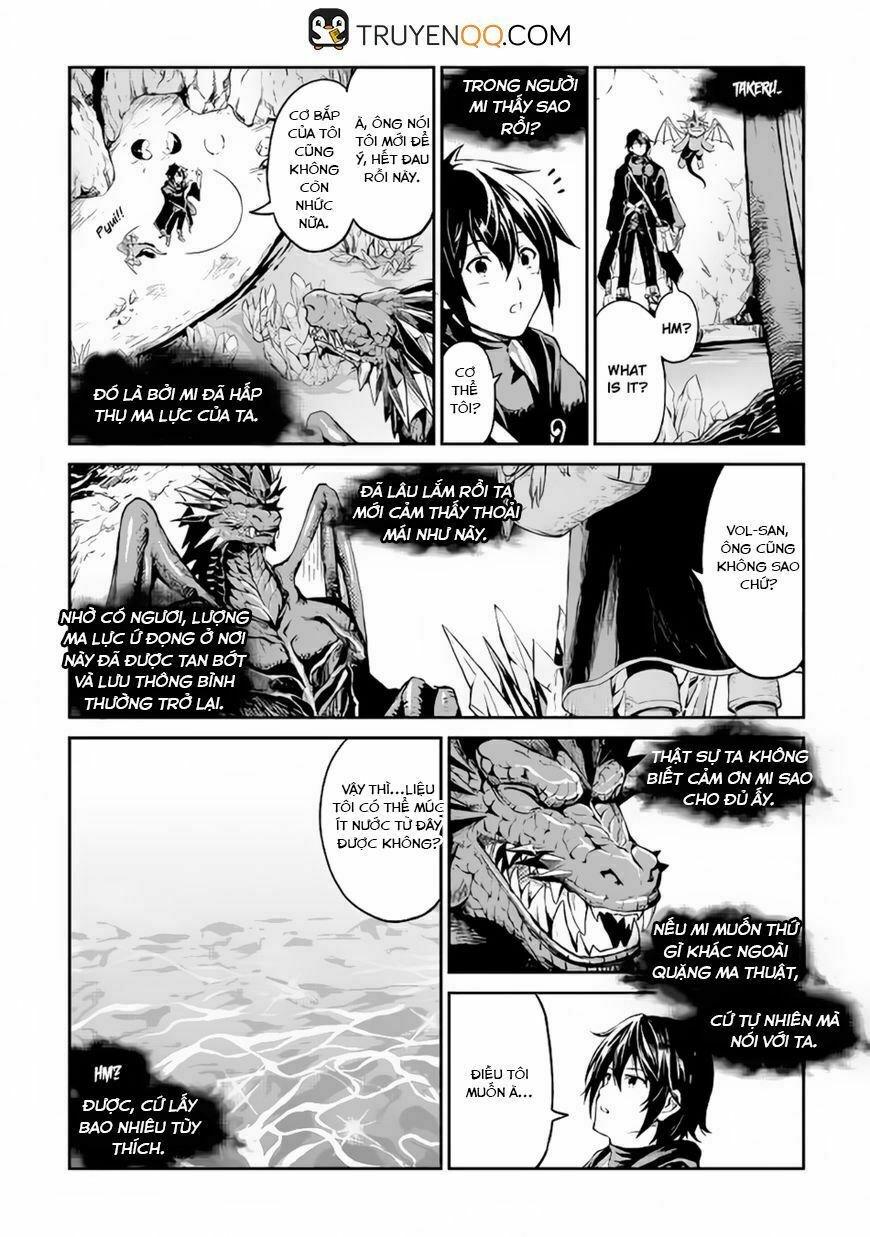 TRUYENQQ.COM
TAKERU..
HM?
WHAT
IS IT?
TRONG NGƯỜI
MI THẤY SAO
RỒI?
CƠ
THỂ
TÔI?
À, ÔNG NÓI
TÔI MỚI ĐỂ
Ý, HẾT ĐAU
RỒI NÀY.
CƠ BẮP
CỦA TÔI
CŨNG
KHÔNG
CÒN
NHỨC
NỮA.
Pyui!!
ĐÓ LÀ BỞI MI ĐÃ HẤP
THỤ MA LỰC CỦA TA.
VOL-SAN,
ÔNG CŨNG
KHÔNG SAO
CHỨ?
ĐÃ LÂU LẮM RỒI TA
MỚI CẢM THẤY THOẢI
MÁI NHƯ NÀY.
NHỜ CÓ NGƯƠI, LƯỢNG
MA LỰC Ứ ĐỌNG Ở NƠI
NÀY ĐÃ ĐƯỢC TAN BỚT
VÀ LƯU THÔNG BÌNH
THƯỜNG TRỞ LẠI.
THẬT SỰ TA KHÔNG
BIẾT CẢM ƠN MI SAO
CHO ĐỦ ẤY.
NẾU MI MUỐN THỨ
GÌ KHÁC NGOÀI
QUẶNG MA THUẬT,
CỨ TỰ NHIÊN MÀ
NÓI VỚI TA.
ĐIỀU TÔI
MUỐN À...
VẬY THÌ...LIỆU
TÔI CÓ THỂ MÚC
ÍT NƯỚC TỪ ĐÂY
ĐƯỢC KHÔNG?
HM?
ĐƯỢC, CỨ LẤY
BAO NHIÊU TÙY
THÍCH.